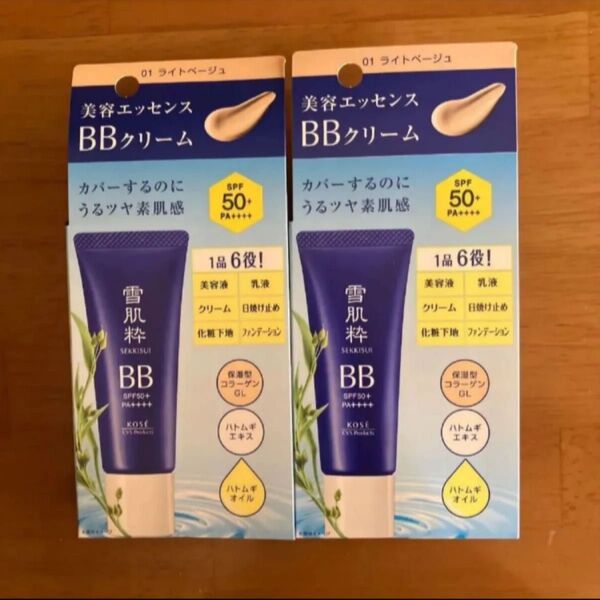 01 ライトベージュ
美容エッセンス
BBクリーム
カバーするのに
うるツヤ素肌感
SPF
50+
PA++++
1品6役!
美容液 乳液
クリーム 日焼け止め
化粧下地 ファンデーション
雪肌粋
SEKKISUI
BB
SPF50+
PA++++
KOSÉ
CVS Products
保湿型
コラーゲン
GL
ハトムギ
エキス
ハトムギ
オイル
01 ライトベージュ
美容エッセンス
BBクリーム
カバーするのに
うるツヤ素肌感
SPF
50+
PA++++
1品6役!
美容液 乳液
クリーム 日焼け止め
化粧下地 ファンデーション
雪肌粋
SEKKISUI
BB
SPF50+
PA++++
KOSÉ
CVS Products
保湿型
コラーゲン
GL
ハトムギ
エキス
ハトムギ
オイル